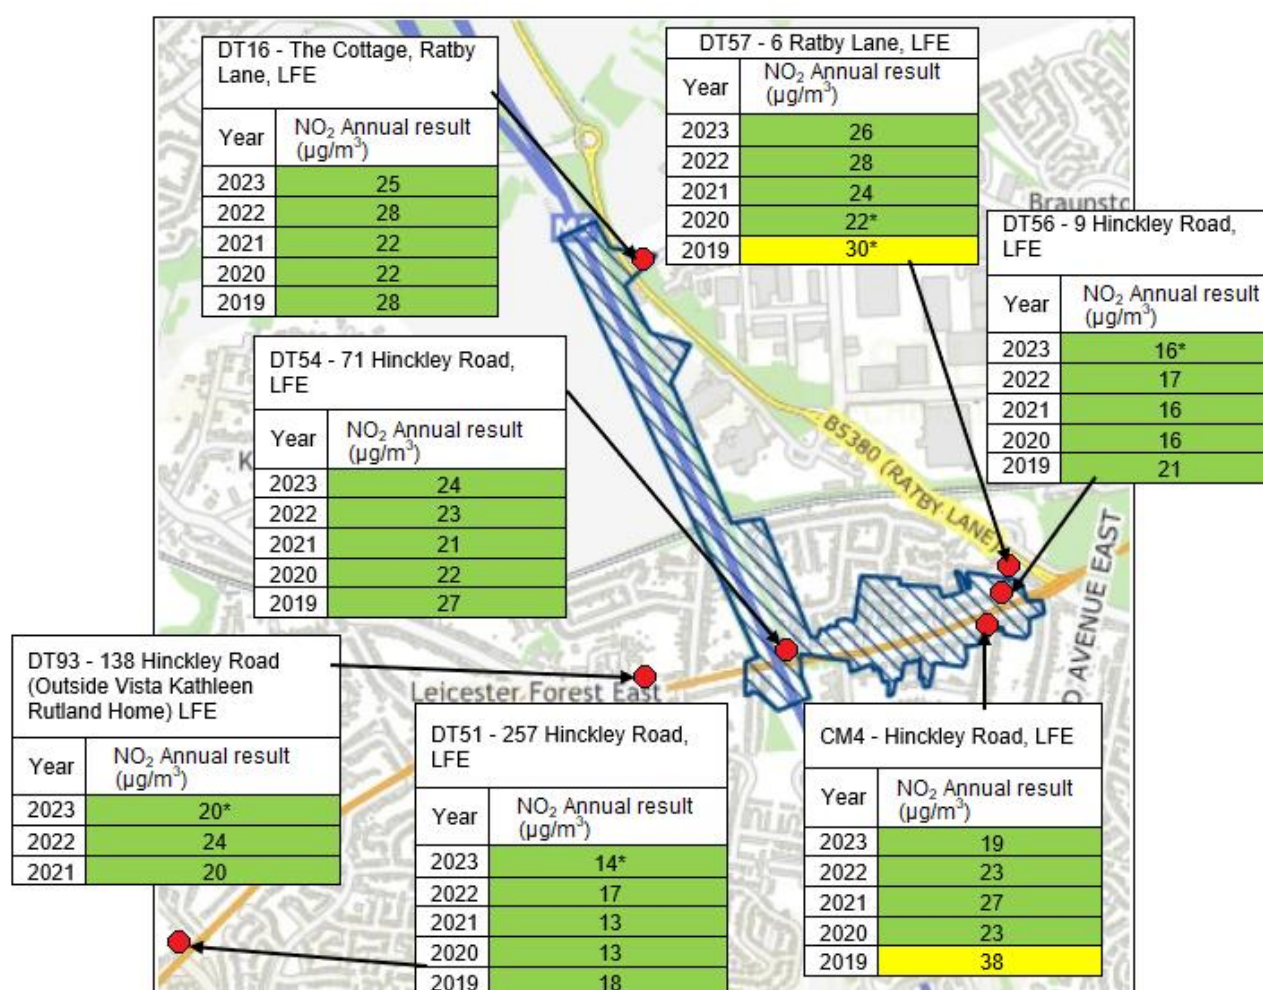 DT16 - The Cottage, Ratby
Lane, LFE
Year NO₂ Annual result
(µg/m³)
2023 25
2022 28
2021 22
2020 22
2019 28
DT57 - 6 Ratby Lane, LFE
Year NO₂ Annual result
(µg/m³)
2023 26
2022 28
2021 24
2020 22*
2019 30*
DT56 - 9 Hinckley Road,
LFE
Year NO₂ Annual result
(µg/m³)
2023 16*
2022 17
2021 16
2020 16
2019 21
DT54 - 71 Hinckley Road,
LFE
Year NO₂ Annual result
(µg/m³)
2023 24
2022 23
2021 21
2020 22
2019 27
DT93 - 138 Hinckley Road
(Outside Vista Kathleen
Rutland Home) LFE
Year NO₂ Annual result
(µg/m³)
2023 20*
2022 24
2021 20
DT51 - 257 Hinckley Road,
LFE
Year NO₂ Annual result
(µg/m³)
2023 14*
2022 17
2021 13
2020 13
2019 18
CM4 - Hinckley Road, LFE
Year NO₂ Annual result
(µg/m³)
2023 19
2022 23
2021 27
2020 23
2019 38
Braunstc
B5380 (RATBY LANE)
D AVENUE EAST
Leicester Forest East
K